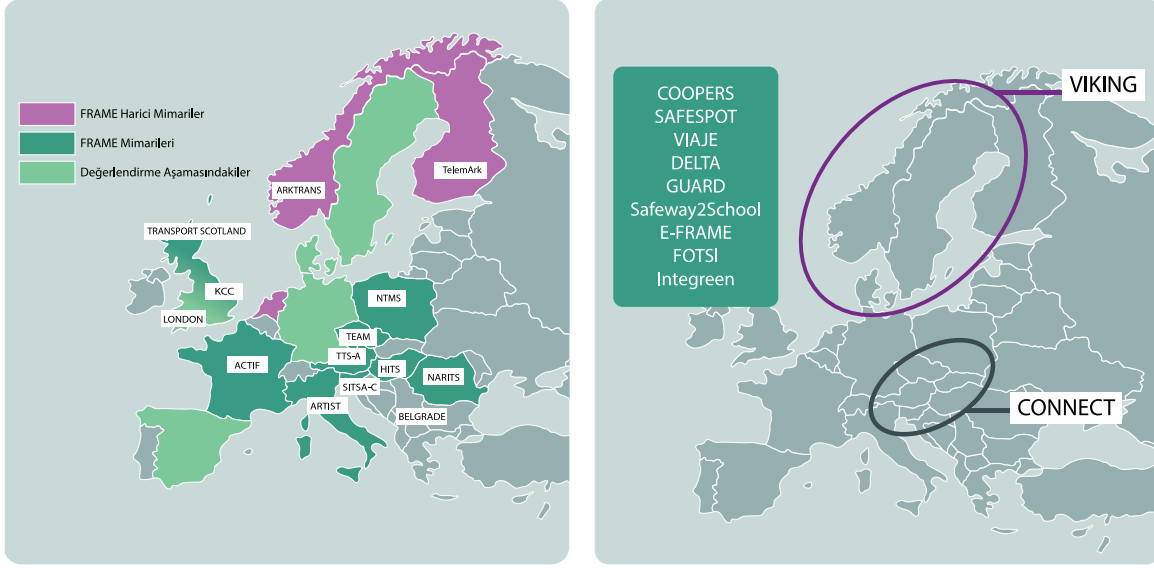 FRAME Harici Mimariler
FRAME Mimarileri
Değerlendirme Aşamasındakiler
TelemArk
ARKTRANS
TRANSPORT SCOTLAND
KCC
LONDON
NTMS
TEAM
TTS-A
ACTIF
HITS
NARITS
SITSA-C
ARTIST
BELGRADE
COOPERS
SAFESPOT
VIAJE
DELTA
GUARD
Safeway2School
E-FRAME
FOTSİ
Integreen
VIKING
CONNECT